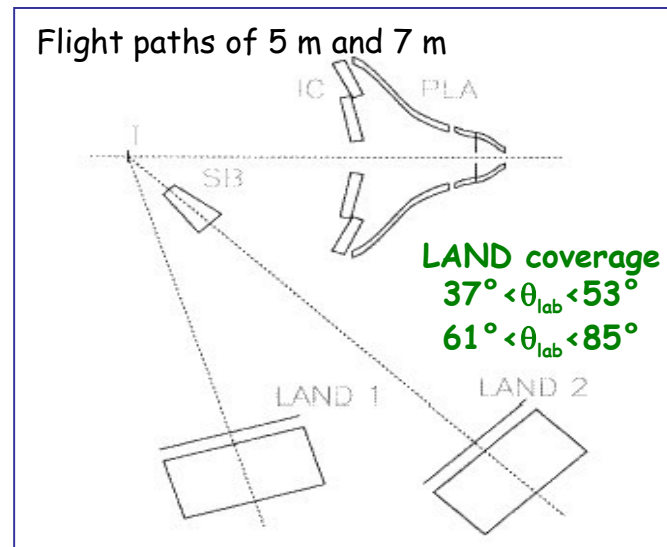 Flight paths of 5 m and 7 m
IC PLA
T
SB
LAND coverage
37°<θlab<53°
61°<θlab<85°
LAND 1
LAND 2